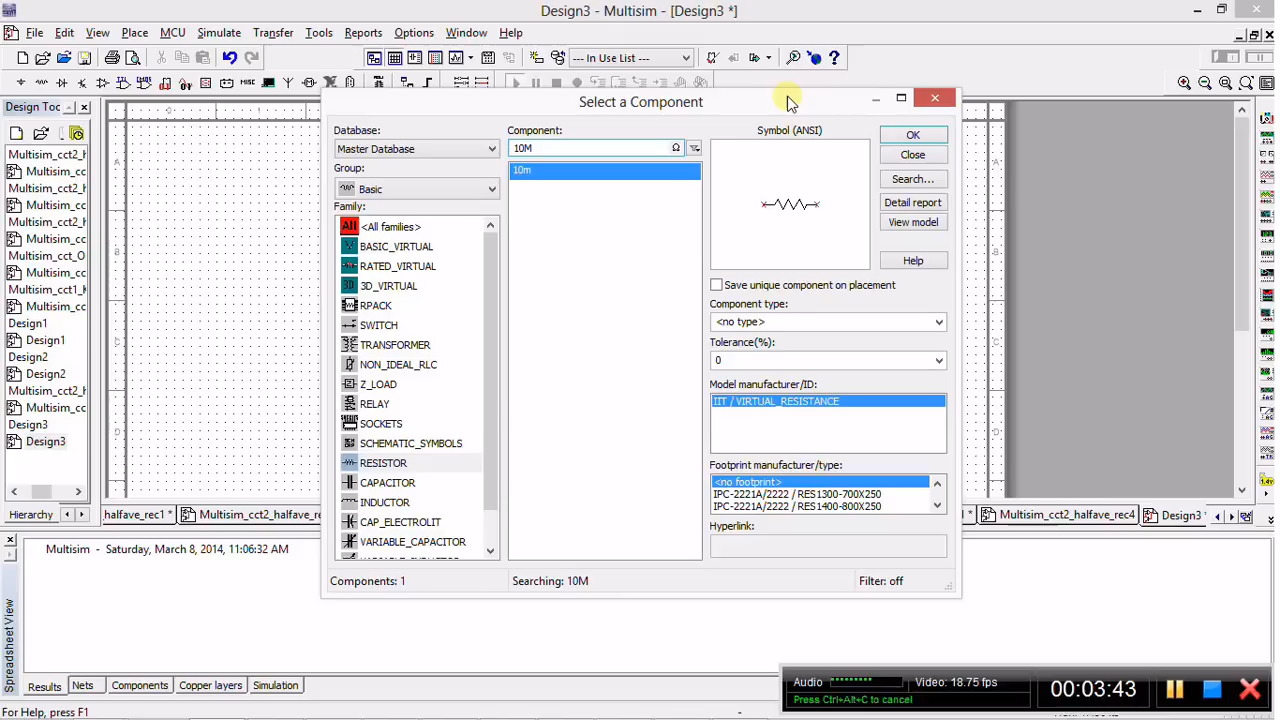 Design3 - Multisim - [Design3 *]
File Edit View Place MCU Simulate Transfer Tools Reports Options Window Help
--- In Use List ---
Design Toc
Multisim_cct2_h
Multisim_cc
Multisim_cct2_h
Multisim_cc
Multisim_cct2_h
Multisim_cc
Multisim_cct_O
Multisim_cc
Multisim_cct1_H
Multisim_cc
Design1
Design1
Design2
Design2
Multisim_cct2_h
Multisim_cc
Design3
Design3
Hierarchy
Select a Component
Database:
Master Database
Group:
Basic
Family:
All <All families>
BASIC_VIRTUAL
RATED_VIRTUAL
3D_VIRTUAL
RPACK
SWITCH
TRANSFORMER
NON_IDEAL_RLC
Z_LOAD
RELAY
SOCKETS
SCHEMATIC_SYMBOLS
RESISTOR
CAPACITOR
INDUCTOR
CAP_ELECTROLIT
VARIABLE_CAPACITOR
Component:
10M Ω
10m
Symbol (ANSI)
OK
Close
Search...
Detail report
View model
Help
Save unique component on placement
Component type:
<no type>
Tolerance(%):
0
Model manufacturer/ID:
IIT / VIRTUAL_RESISTANCE
Footprint manufacturer/type:
<no footprint>
IPC-2221A/2222 / RES1300-700X250
IPC-2221A/2222 / RES1400-800X250
Hyperlink:
Components: 1
Searching: 10M
Filter: off
halfave_rec1 *
Multisim_cct2_halfave_re
Multisim_cct2_halfave_rec4
Design3 *
Multisim - Saturday, March 8, 2014, 11:06:32 AM
Spreadsheet View
Results Nets Components Copper layers Simulation
For Help, press F1
Audio
Video: 18.75 fps
Press Ctrl+Alt+C to cancel
00:03:43